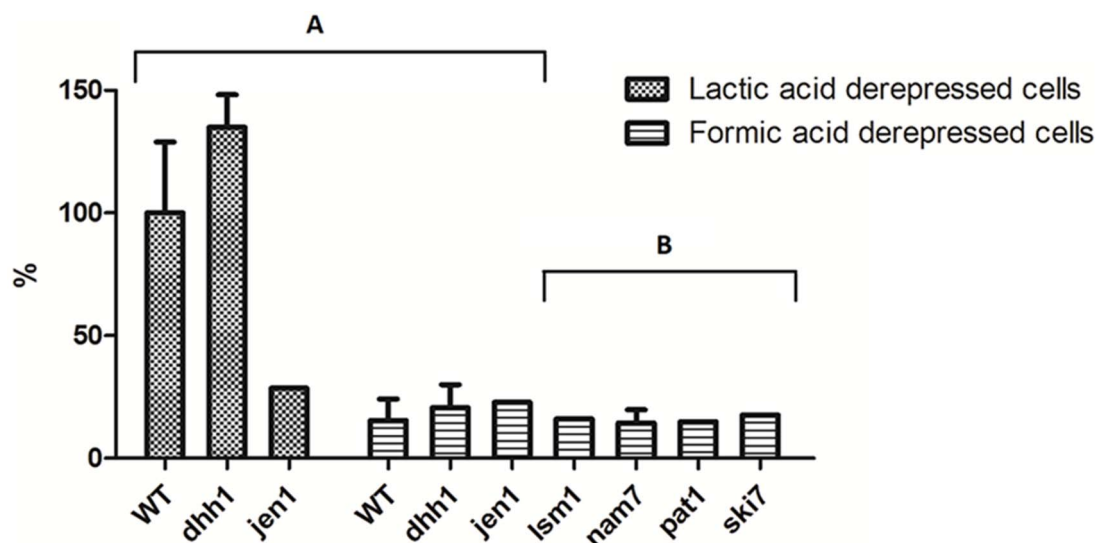 A
Lactic acid derepressed cells
Formic acid derepressed cells
B
%
150
100
50
0
WT
dhh1
jen1
WT
dhh1
jen1
lsm1
nam7
pat1
ski7